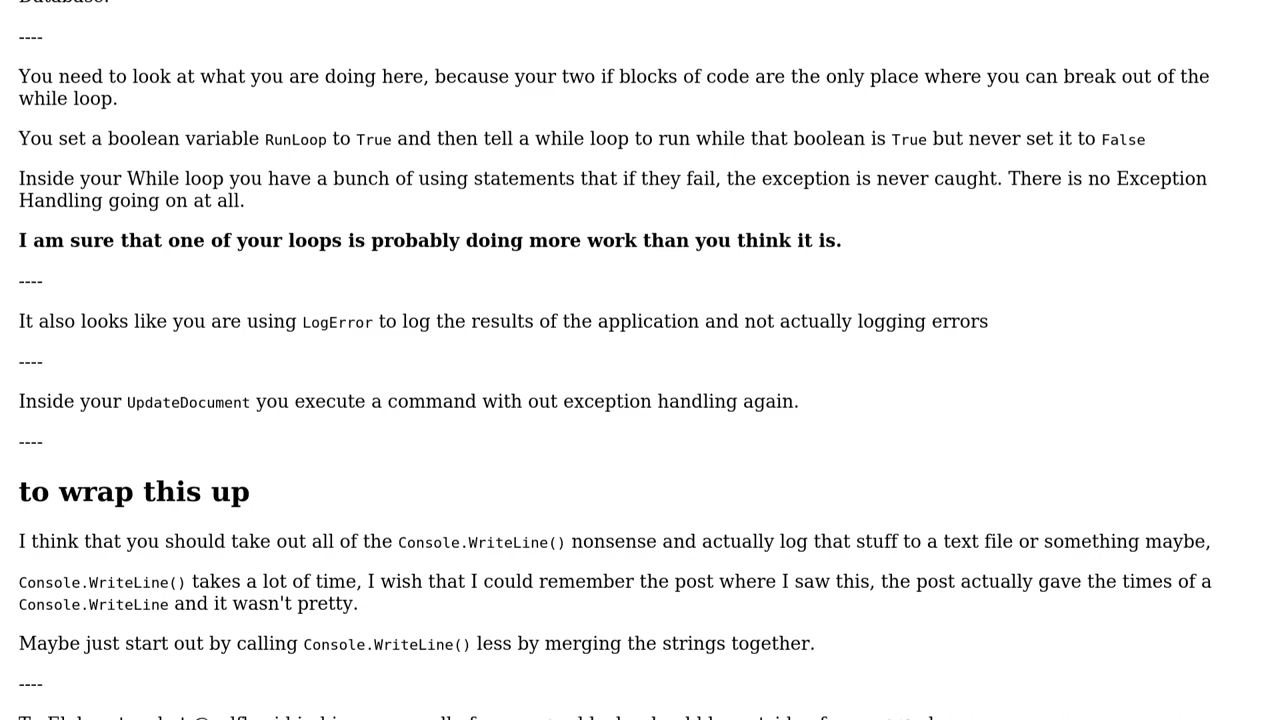 ----
You need to look at what you are doing here, because your two if blocks of code are the only place where you can break out of the
while loop.
You set a boolean variable RunLoop to True and then tell a while loop to run while that boolean is True but never set it to False
Inside your While loop you have a bunch of using statements that if they fail, the exception is never caught. There is no Exception
Handling going on at all.
I am sure that one of your loops is probably doing more work than you think it is.
----
It also looks like you are using LogError to log the results of the application and not actually logging errors
----
Inside your UpdateDocument you execute a command with out exception handling again.
----
to wrap this up
I think that you should take out all of the Console.WriteLine() nonsense and actually log that stuff to a text file or something maybe,
Console.WriteLine() takes a lot of time, I wish that I could remember the post where I saw this, the post actually gave the times of a
Console.WriteLine and it wasn't pretty.
Maybe just start out by calling Console.WriteLine() less by merging the strings together.
----